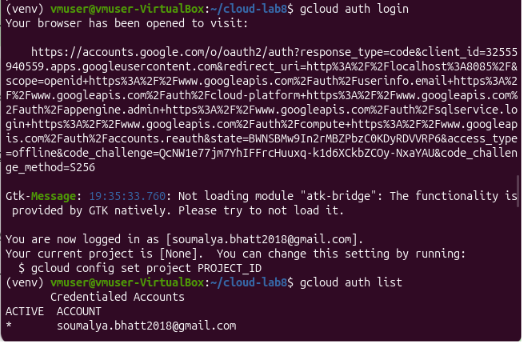 (venv) vmuser@vmuser-VirtualBox:~/cloud-lab8$ gcloud auth login
Your browser has been opened to visit:
https://accounts.google.com/o/oauth2/auth?response_type=code&client_id=32555
940559.apps.googleusercontent.com&redirect_uri=http%3A%2F%2Flocalhost%3A8085%2F&
scope=openid+https%3A%2F%2Fwww.googleapis.com%2Fauth%2Fuserinfo.email+https%3A%2
F%2Fwww.googleapis.com%2Fauth%2Fcloud-platform+https%3A%2F%2Fwww.googleapis.com%
2Fauth%2Fappengine.admin+https%3A%2F%2Fwww.googleapis.com%2Fauth%2Fsqlservice.lo
gin+https%3A%2F%2Fwww.googleapis.com%2Fauth%2Fcompute+https%3A%2F%2Fwww.googleap
is.com%2Fauth%2Faccounts.reauth&state=BWNSBMw9In2rMBZPbzC0KDyRDVVRP6&access_type
=offline&code_challenge=QcNW1e77jm7YhIFFrcHuuxq-k1d6XCkbZCOy-NxaYAU&code_challen
ge_method=S256
Gtk-Message: 19:35:33.760: Not loading module "atk-bridge": The functionality is
provided by GTK natively. Please try to not load it.
You are now logged in as [soumalya.bhatt2018@gmail.com].
Your current project is [None].  You can change this setting by running:
$ gcloud config set project PROJECT_ID
(venv) vmuser@vmuser-VirtualBox:~/cloud-lab8$ gcloud auth list
Credentialed Accounts
ACTIVE  ACCOUNT
*       soumalya.bhatt2018@gmail.com